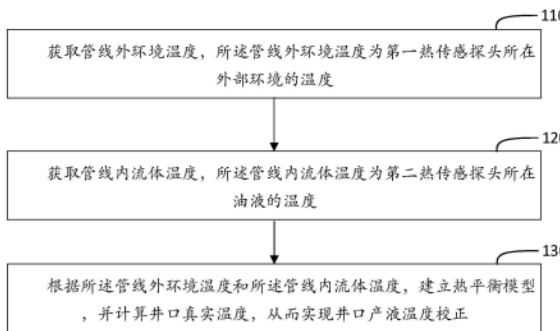 110
获取管线外环境温度，所述管线外环境温度为第一热传感探头所在
外部环境的温度
120
获取管线内流体温度，所述管线内流体温度为第二热传感探头所在
油液的温度
130
根据所述管线外环境温度和所述管线内流体温度，建立热平衡模型
，并计算井口真实温度，从而实现井口产液温度校正